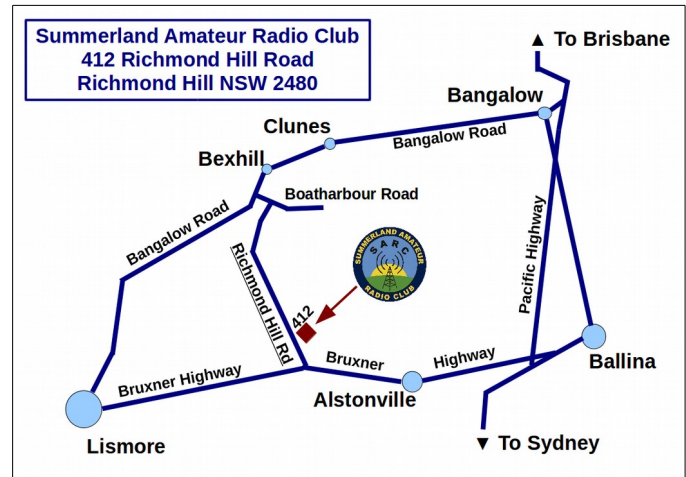 Summerland Amateur Radio Club
412 Richmond Hill Road
Richmond Hill NSW 2480
▲ To Brisbane
Bangalow
Clunes
Bangalow Road
Bexhill
Boatharbour Road
Bangalow Road
SUMMERLAND AMATEUR
SARC
RADIO CLUB
Pacific Highway
412
Richmond Hill Rd
Bruxner Highway
Bruxner
Highway
Ballina
Alstonville
Lismore
▼ To Sydney